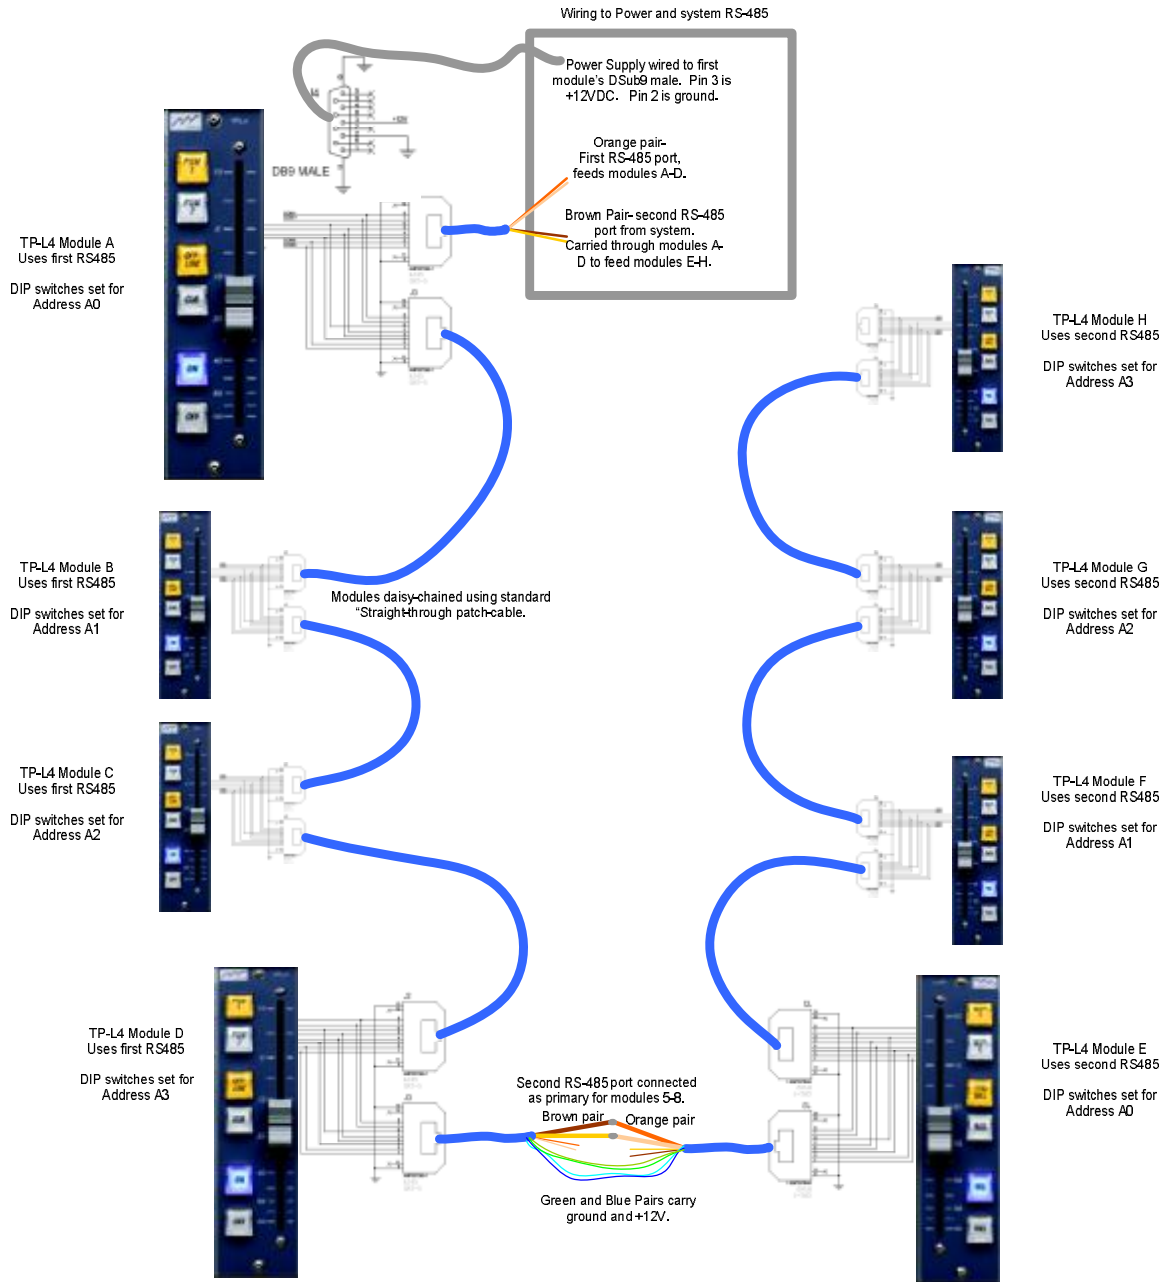 Wiring to Power and system RS-485
Power Supply wired to first
module's DSub9 male. Pin 3 is
+12VDC. Pin 2 is ground.
+12V
DB9 MALE
Orange pair-
First RS-485 port,
feeds modules A-D.
Brown Pair- second RS-485
port from system.
Carried through modules A-
D to feed modules E-H.
TP-L4 Module A
Uses first RS485
DIP switches set for
Address A0
TP-L4 Module H
Uses second RS485
DIP switches set for
Address A3
TP-L4 Module B
Uses first RS485
DIP switches set for
Address A1
Modules daisy-chained using standard
“Straight-through patch-cable.
TP-L4 Module G
Uses second RS485
DIP switches set for
Address A2
TP-L4 Module C
Uses first RS485
DIP switches set for
Address A2
TP-L4 Module F
Uses second RS485
DIP switches set for
Address A1
TP-L4 Module D
Uses first RS485
DIP switches set for
Address A3
TP-L4 Module E
Uses second RS485
DIP switches set for
Address A0
Second RS-485 port connected
as primary for modules 5-8.
Brown pair
Orange pair
Green and Blue Pairs carry
ground and +12V.